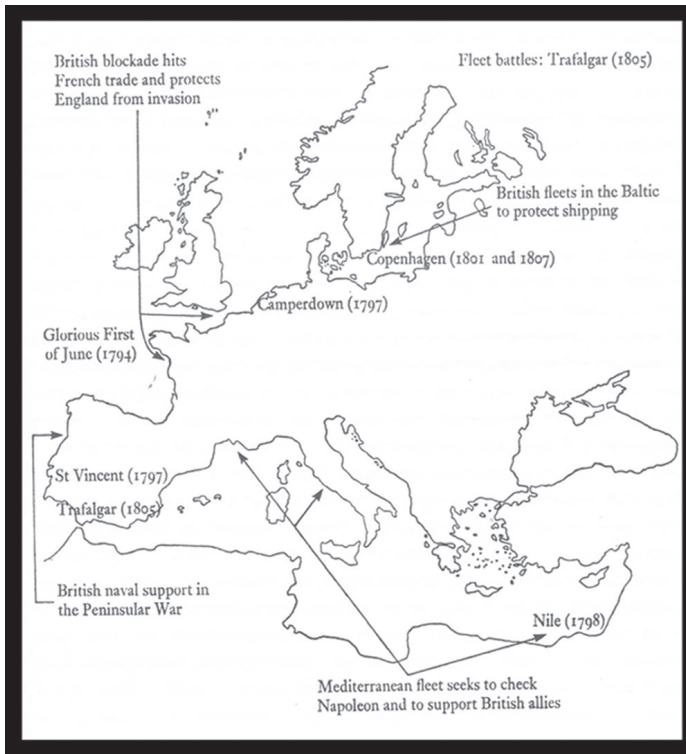 British blockade hits
French trade and protects
England from invasion
Fleet battles: Trafalgar (1805)
British fleets in the Baltic
to protect shipping
Copenhagen (1801 and 1807)
Camperdown (1797)
Glorious First
of June (1794)
St Vincent (1797)
Trafalgar (1805)
British naval support in
the Peninsular War
Nile (1798)
Mediterranean fleet seeks to check
Napoleon and to support British allies